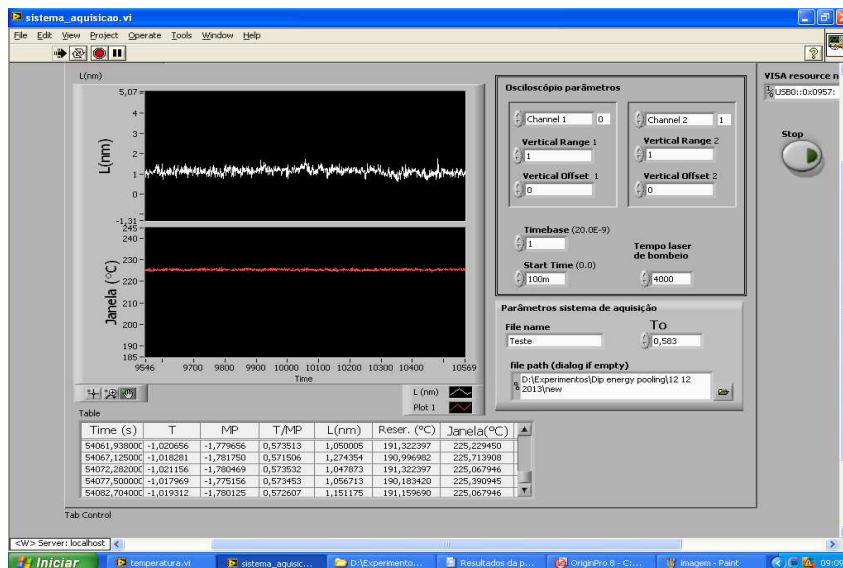 sistema_aquisicao.vi
File Edit View Project Operate Tools Window Help
L(nm)
5,07
4
3
2
1
0
-1,31
L(nm)
245
240
230
220
210
200
190
185
Janela (ºC)
9546 9700 9800 9900 10000 10100 10200 10300 10400 10569
Time
L (nm)
Plot 1
Osciloscópio parâmetros
Channel 1 0
Vertical Range 1
1
Vertical Offset 1
0
Channel 2 1
Vertical Range 2
1
Vertical Offset 2
0
Timebase (20.0E-9)
1
Start Time (0.0)
100m
Tempo laser
de bombeio
4000
VISA resource n
USB0::0x0957:
Stop
Parâmetros sistema de aquisição
File name
Teste
To
0,583
file path (dialog if empty)
D:\Experimentos\Dip energy pooling\12 12
2013\new
Table
Time (s) T MP T/MP L(nm) Reser. (ºC) Janela(ºC)
54061,938000 -1,020656 -1,779656 0,573513 1,050005 191,322397 225,229450
54067,125000 -1,018281 -1,781750 0,571506 1,274354 190,996982 225,713908
54072,282000 -1,021156 -1,780469 0,573532 1,047873 191,322397 225,067946
54077,500000 -1,017969 -1,775156 0,573453 1,056713 190,183420 225,390945
54082,704000 -1,019312 -1,780125 0,572607 1,151175 191,159690 225,067946
Tab Control
<W> Server: localhost
Iniciar temperatura.vi sistema_aquisic... D:\Experimento... Resultados da p... OriginPro 8 - C:... imagem - Paint 09:09